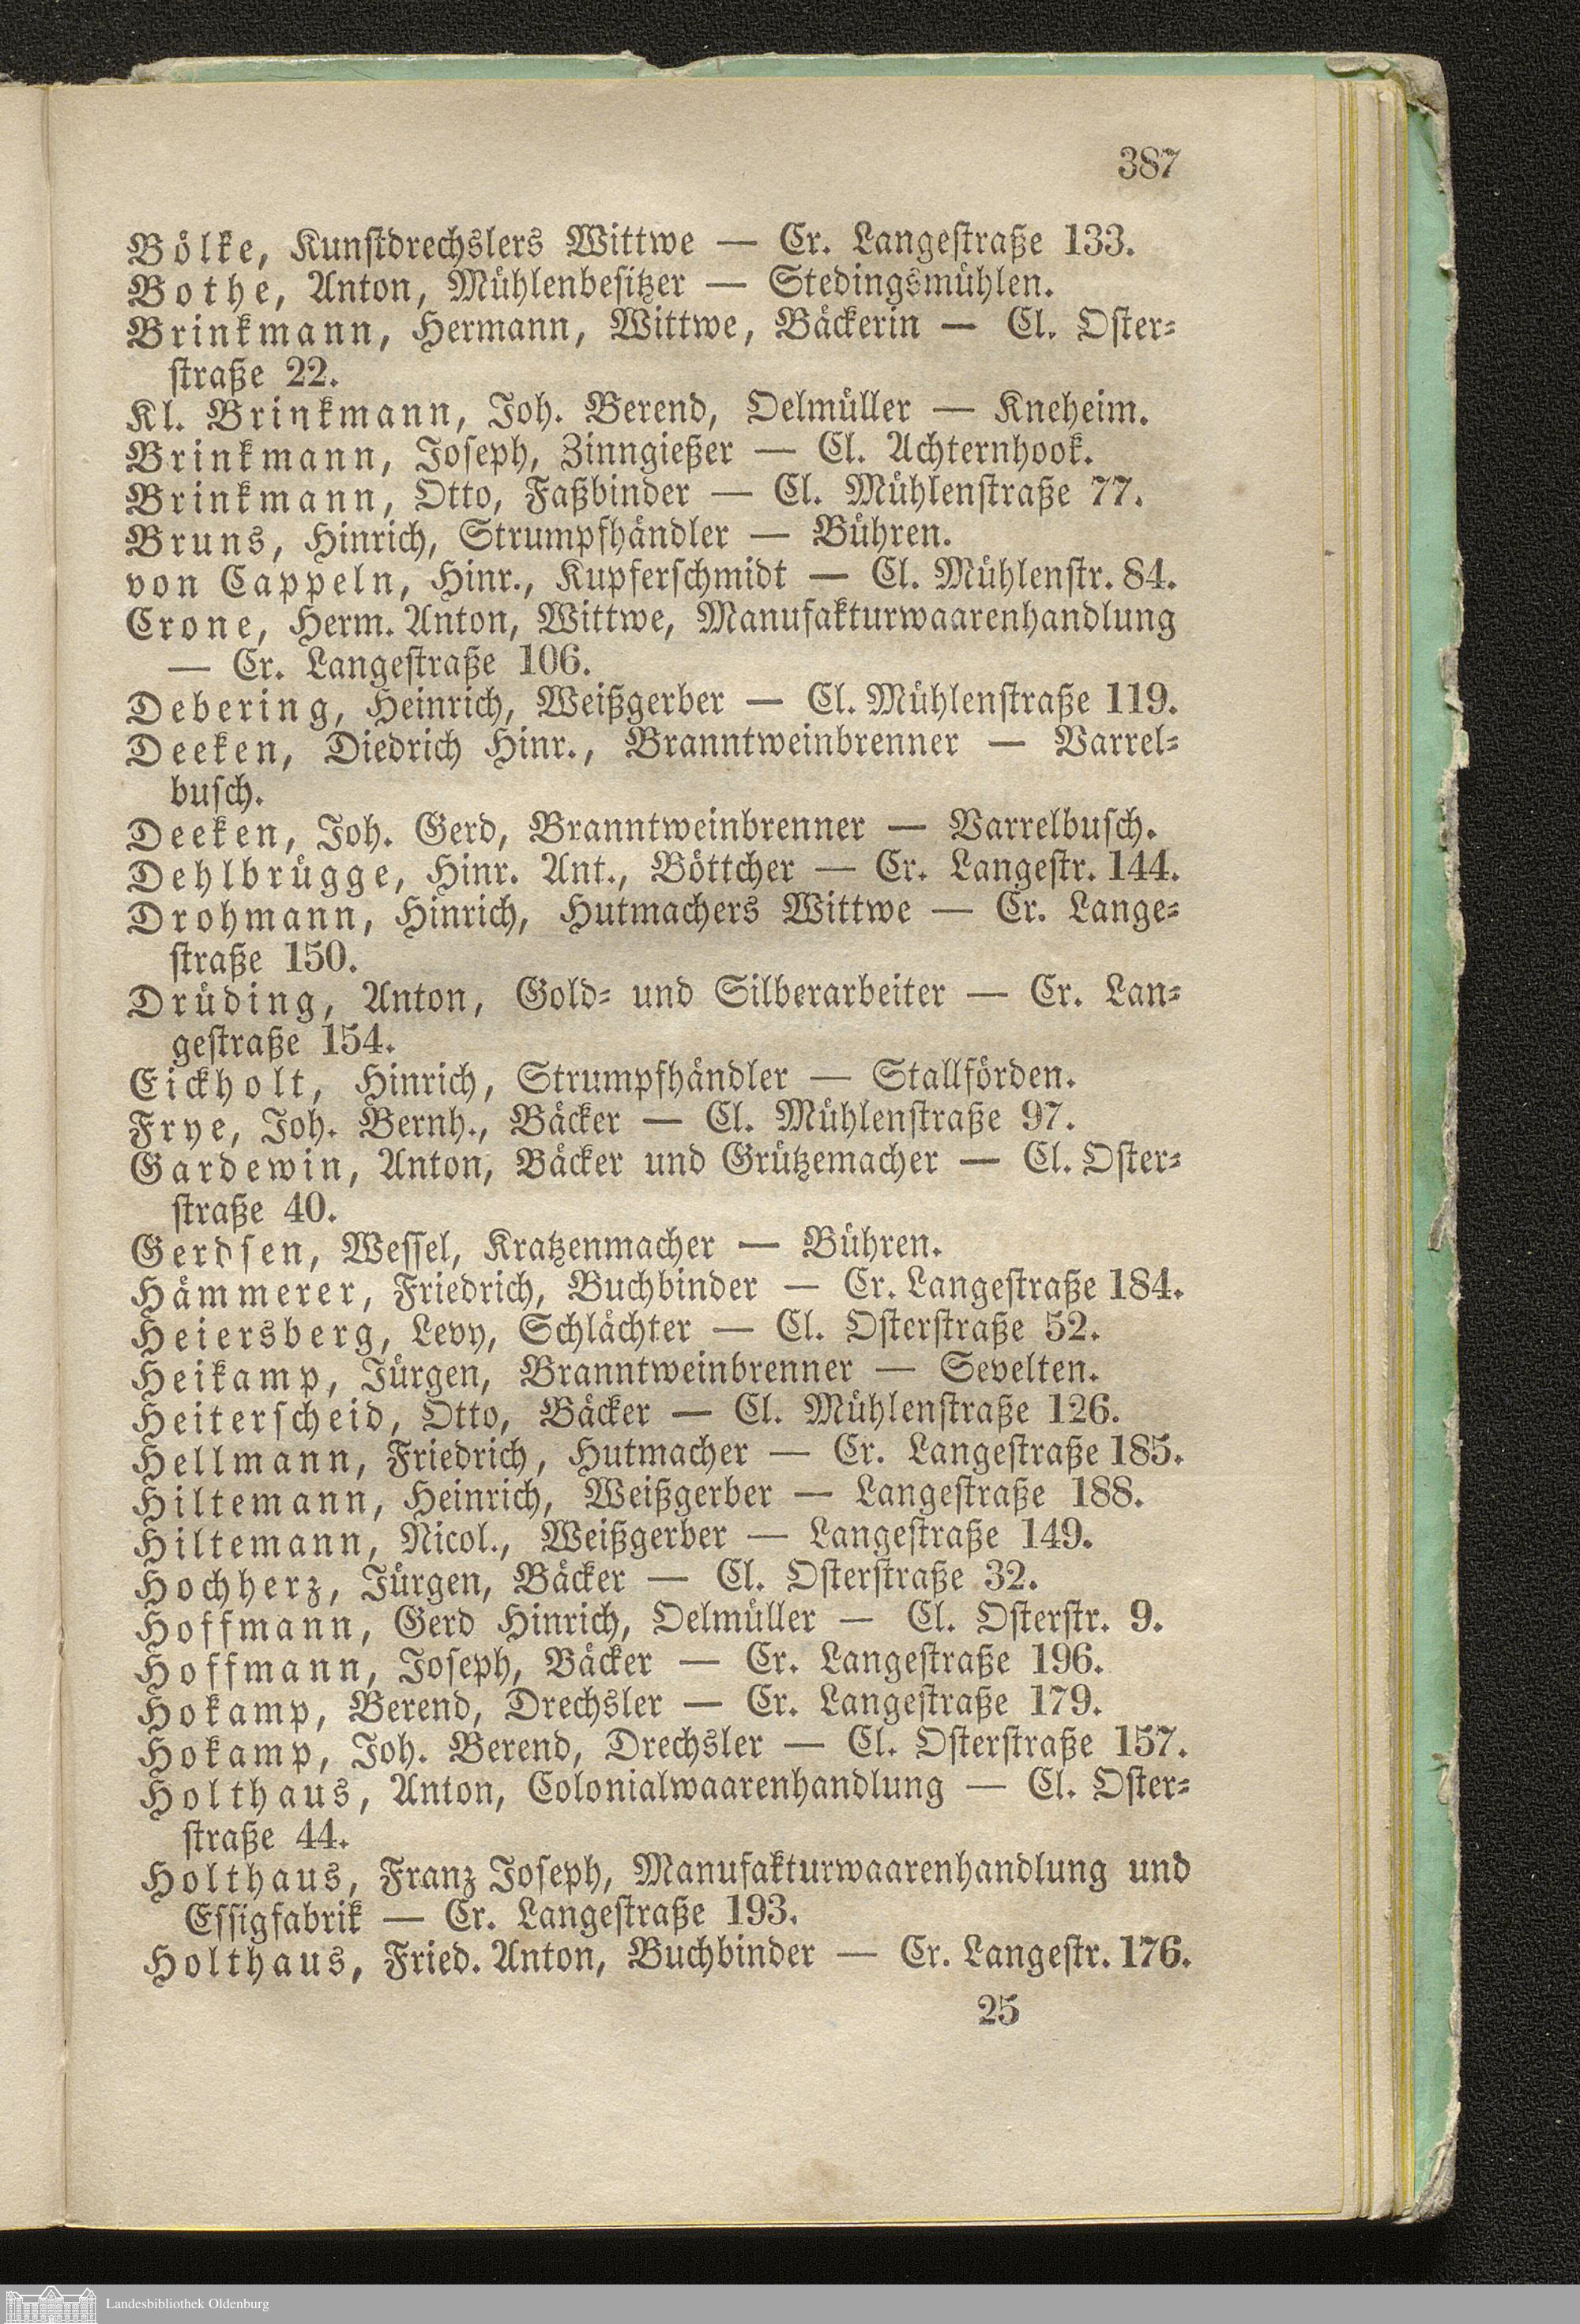 387
Bölke, Kunstdrechslers Wittwe — Cr. Langestraße 133.
Bothe, Anton, Mühlenbesitzer — Stedingsmühlen.
Brinkmann, Hermann, Wittwe, Bäckerin — Cl. Oster-
straße 22.
Kl. Brinkmann, Joh. Berend, Oelmüller — Kneheim.
Brinkmann, Joseph, Zinngießer — Cl. Achternhook.
Brinkmann, Otto, Faßbinder — Cl. Mühlenstraße 77.
Bruns, Hinrich, Strumpfhändler — Bühren.
von Cappeln, Hinr., Kupferschmidt — Cl. Mühlenstr. 84.
Crone, Herm. Anton, Wittwe, Manufakturwaarenhandlung
— Cr. Langestraße 106.
Debering, Heinrich, Weißgerber — Cl. Mühlenstraße 119.
Deeken, Diedrich Hinr., Branntweinbrenner — Varrel-
busch.
Deeken, Joh. Gerd, Branntweinbrenner — Varrelbusch.
Dehlbrügge, Hinr. Ant., Böttcher — Cr. Langestr. 144.
Drohmann, Hinrich, Hutmachers Wittwe — Cr. Lange-
straße 150.
Drüding, Anton, Gold- und Silberarbeiter — Cr. Lan-
gestraße 154.
Eickholt, Hinrich, Strumpfhändler — Stallförden.
Frye, Joh. Bernh., Bäcker — Cl. Mühlenstraße 97.
Gardewin, Anton, Bäcker und Grützemacher — Cl. Oster-
straße 40.
Gerdsen, Wessel, Kratzenmacher — Bühren.
Hämmerer, Friedrich, Buchbinder — Cr. Langestraße 184.
Heiersberg, Levy, Schlächter — Cl. Osterstraße 52.
Heikamp, Jürgen, Branntweinbrenner — Sevelten.
Heiterscheid, Otto, Bäcker — Cl. Mühlenstraße 126.
Hellmann, Friedrich, Hutmacher — Cr. Langestraße 185.
Hiltemann, Heinrich, Weißgerber — Langestraße 188.
Hiltemann, Nicol., Weißgerber — Langestraße 149.
Hochherz, Jürgen, Bäcker — Cl. Osterstraße 32.
Hoffmann, Gerd Hinrich, Oelmüller — Cl. Osterstr. 9.
Hoffmann, Joseph, Bäcker — Cr. Langestraße 196.
Hokamp, Berend, Drechsler — Cr. Langestraße 179.
Hokamp, Joh. Berend, Drechsler — Cl. Osterstraße 157.
Holthaus, Anton, Colonialwaarenhandlung — Cl. Oster-
straße 44.
Holthaus, Franz Joseph, Manufakturwaarenhandlung und
Essigfabrik — Cr. Langestraße 193.
Holthaus, Fried. Anton, Buchbinder — Cr. Langestr. 176.
25
Landesbibliothek Oldenburg